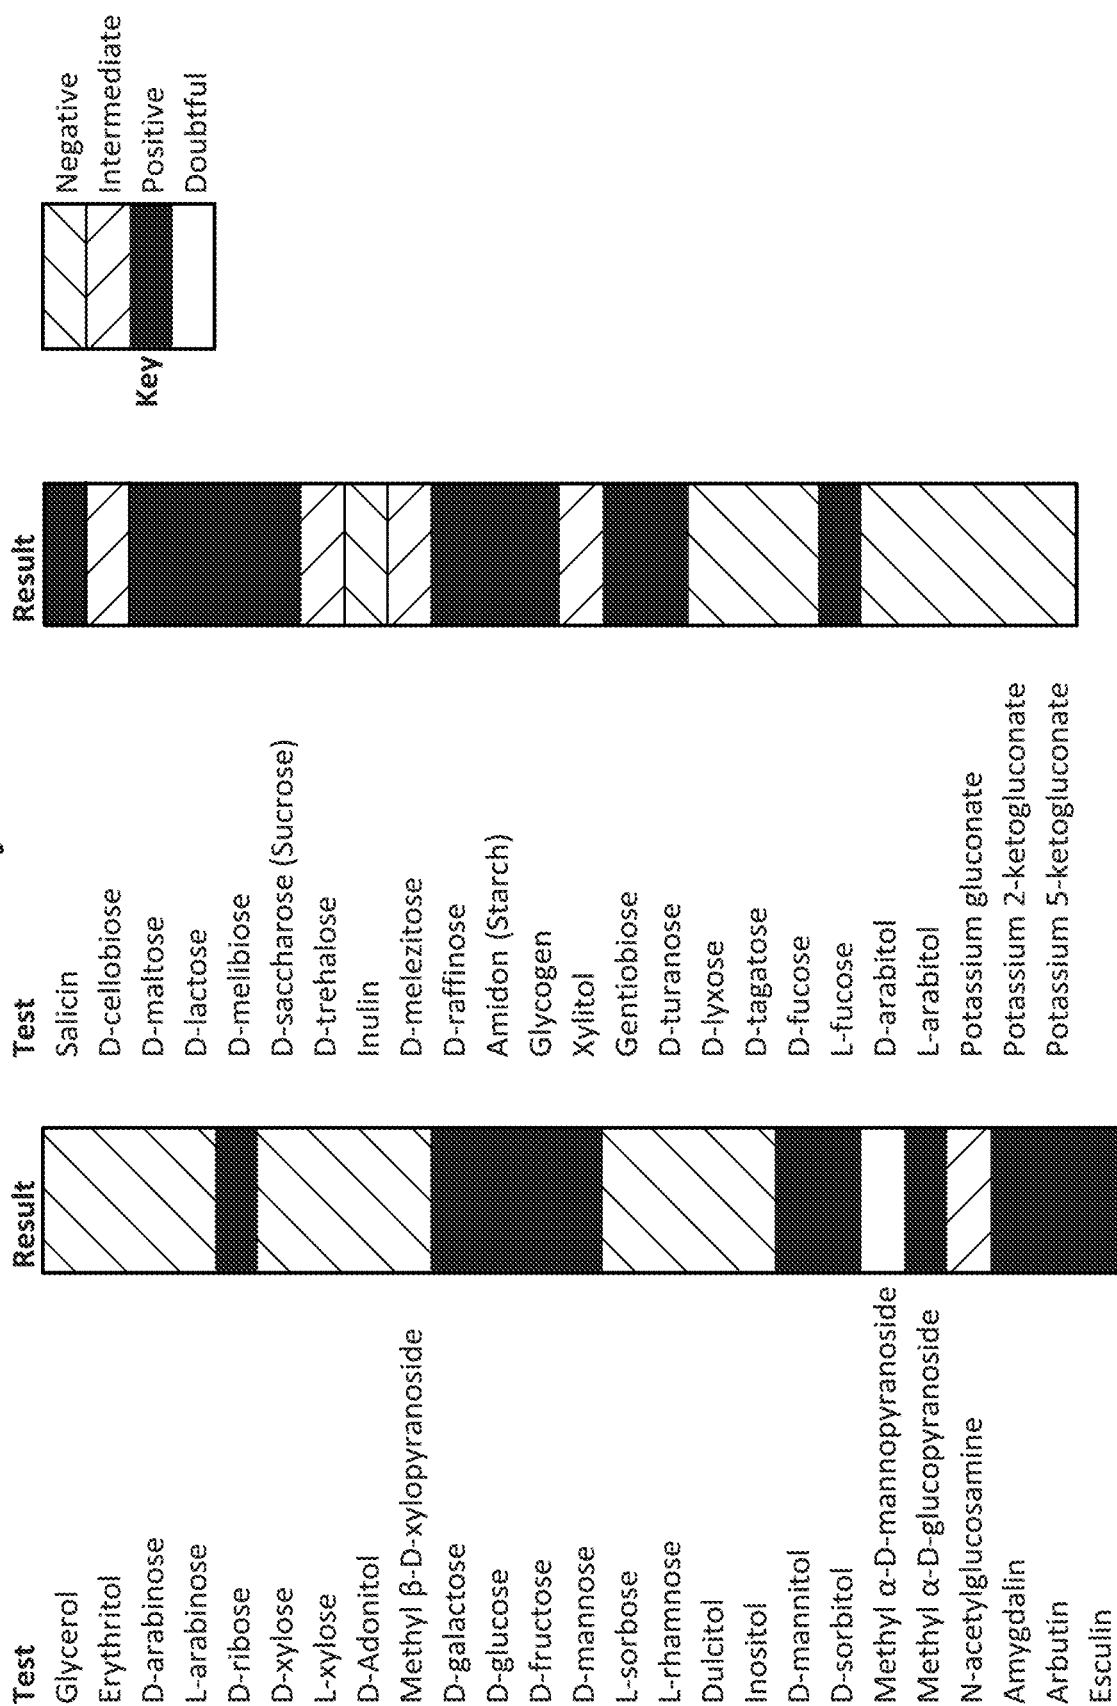 Test
Result
Glycerol
Erythritol
D-arabinose
L-arabinose
D-ribose
D-xylose
L-xylose
D-Adonitol
Methyl β-D-xylopyranoside
D-galactose
D-glucose
D-fructose
D-mannose
L-sorbose
L-rhamnose
Dulcitol
Inositol
D-mannitol
D-sorbitol
Methyl α-D-mannopyranoside
Methyl α-D-glucopyranoside
N-acetylglucosamine
Amygdalin
Arbutin
Esculin
Test
Result
Salicin
D-cellobiose
D-maltose
D-lactose
D-melibiose
D-saccharose (Sucrose)
D-trehalose
Inulin
D-melezitose
D-raffinose
Amidon (Starch)
Glycogen
Xylitol
Gentiobiose
D-turanose
D-lyxose
D-tagatose
D-fucose
L-fucose
D-arabitol
L-arabitol
Potassium gluconate
Potassium 2-ketogluconate
Potassium 5-ketogluconate
Key
Negative
Intermediate
Positive
Doubtful